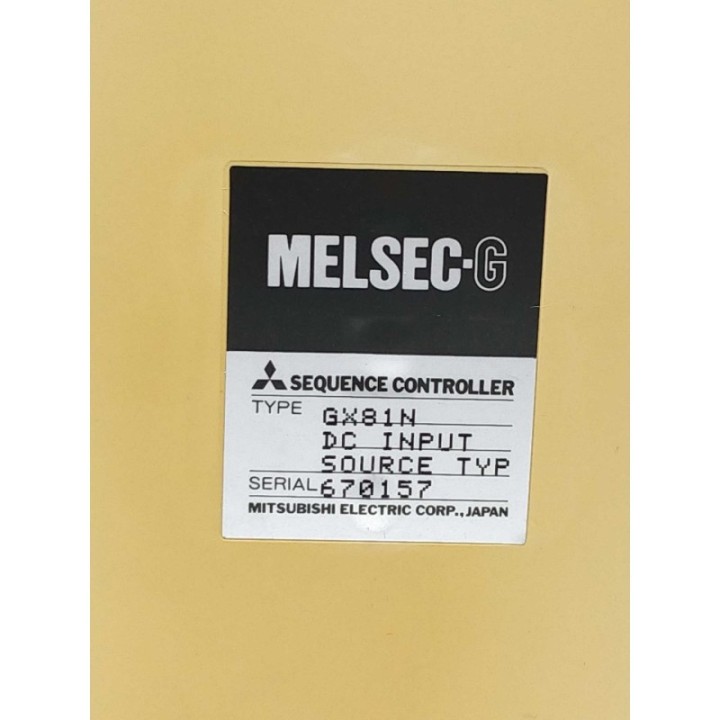 MELSEC-G
SEQUENCE CONTROLLER
TYPE GX81N
DC INPUT
SOURCE TYP
SERIAL 670157
MITSUBISHI ELECTRIC CORP., JAPAN